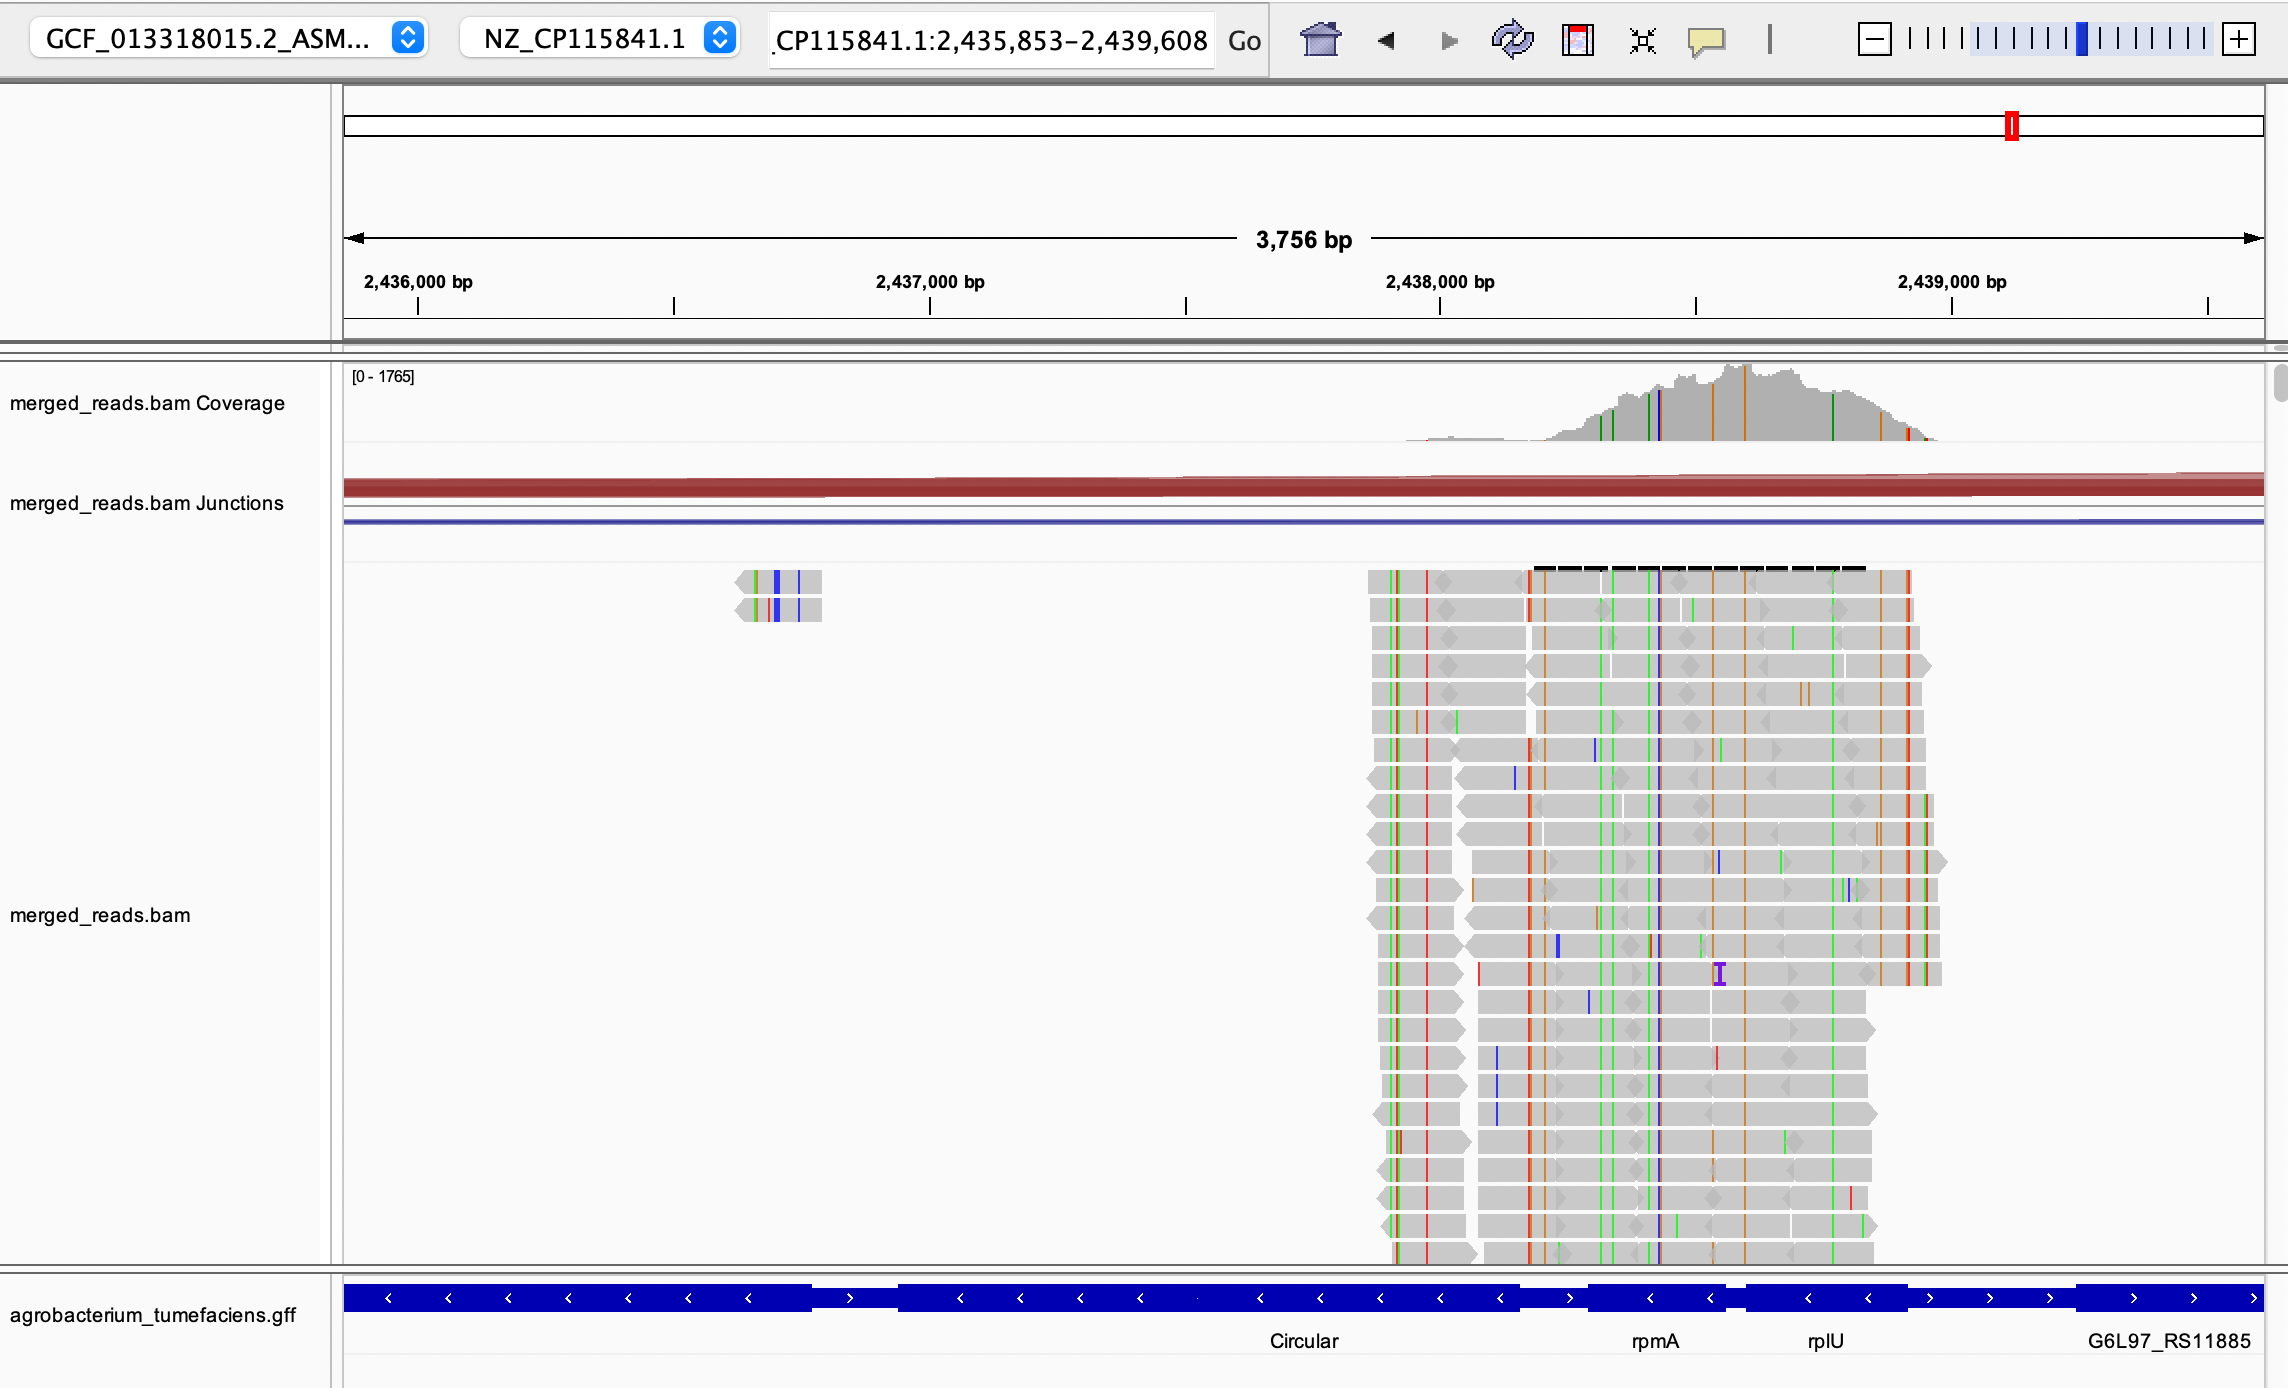 GCF_013318015.2_ASM... NZ_CP115841.1 .CP115841.1:2,435,853-2,439,608 Go
3,756 bp
2,436,000 bp 2,437,000 bp 2,438,000 bp 2,439,000 bp
[0 - 1765]
merged_reads.bam Coverage
merged_reads.bam Junctions
merged_reads.bam
agrobacterium_tumefaciens.gff
Circular rpmA rplU G6L97_RS11885